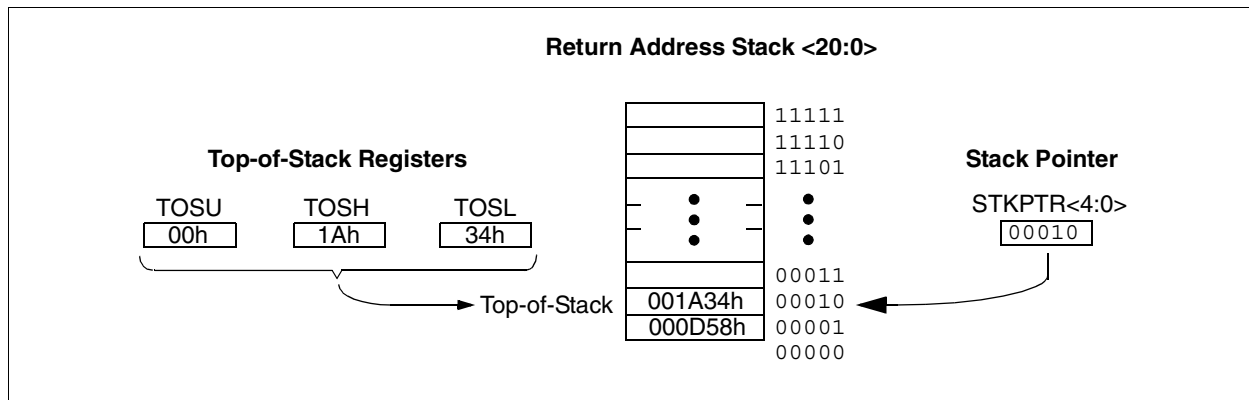 Return Address Stack <20:0>
11111
11110
Top-of-Stack Registers
11101
Stack Pointer
TOSU TOSH TOSL
STKPTR<4:0>
00h 1Ah 34h
00010
00011
Top-of-Stack 001A34h 00010
000D58h 00001
00000